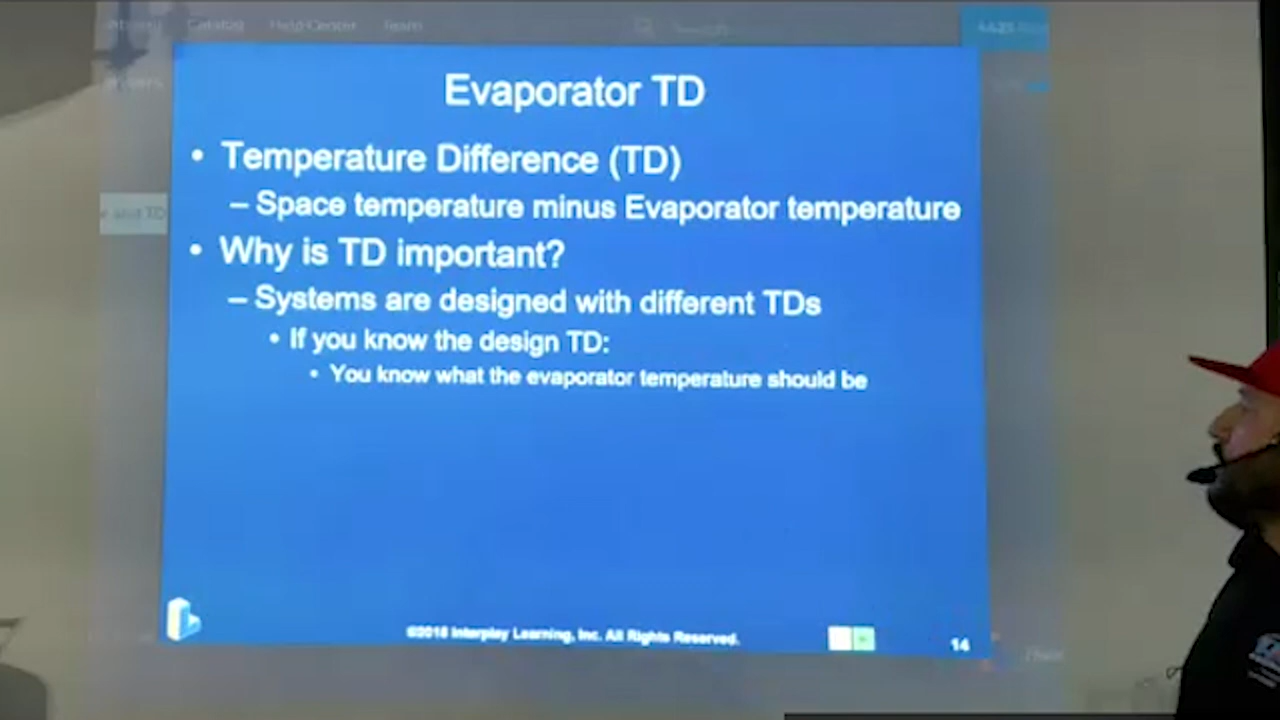 Catalog
Help Center
Team
Evaporator TD
• Temperature Difference (TD)
– Space temperature minus Evaporator temperature
• Why is TD important?
– Systems are designed with different TDs
• If you know the design TD:
• You know what the evaporator temperature should be
and TD
©2018 Interplay Learning, Inc. All Rights Reserved.
14